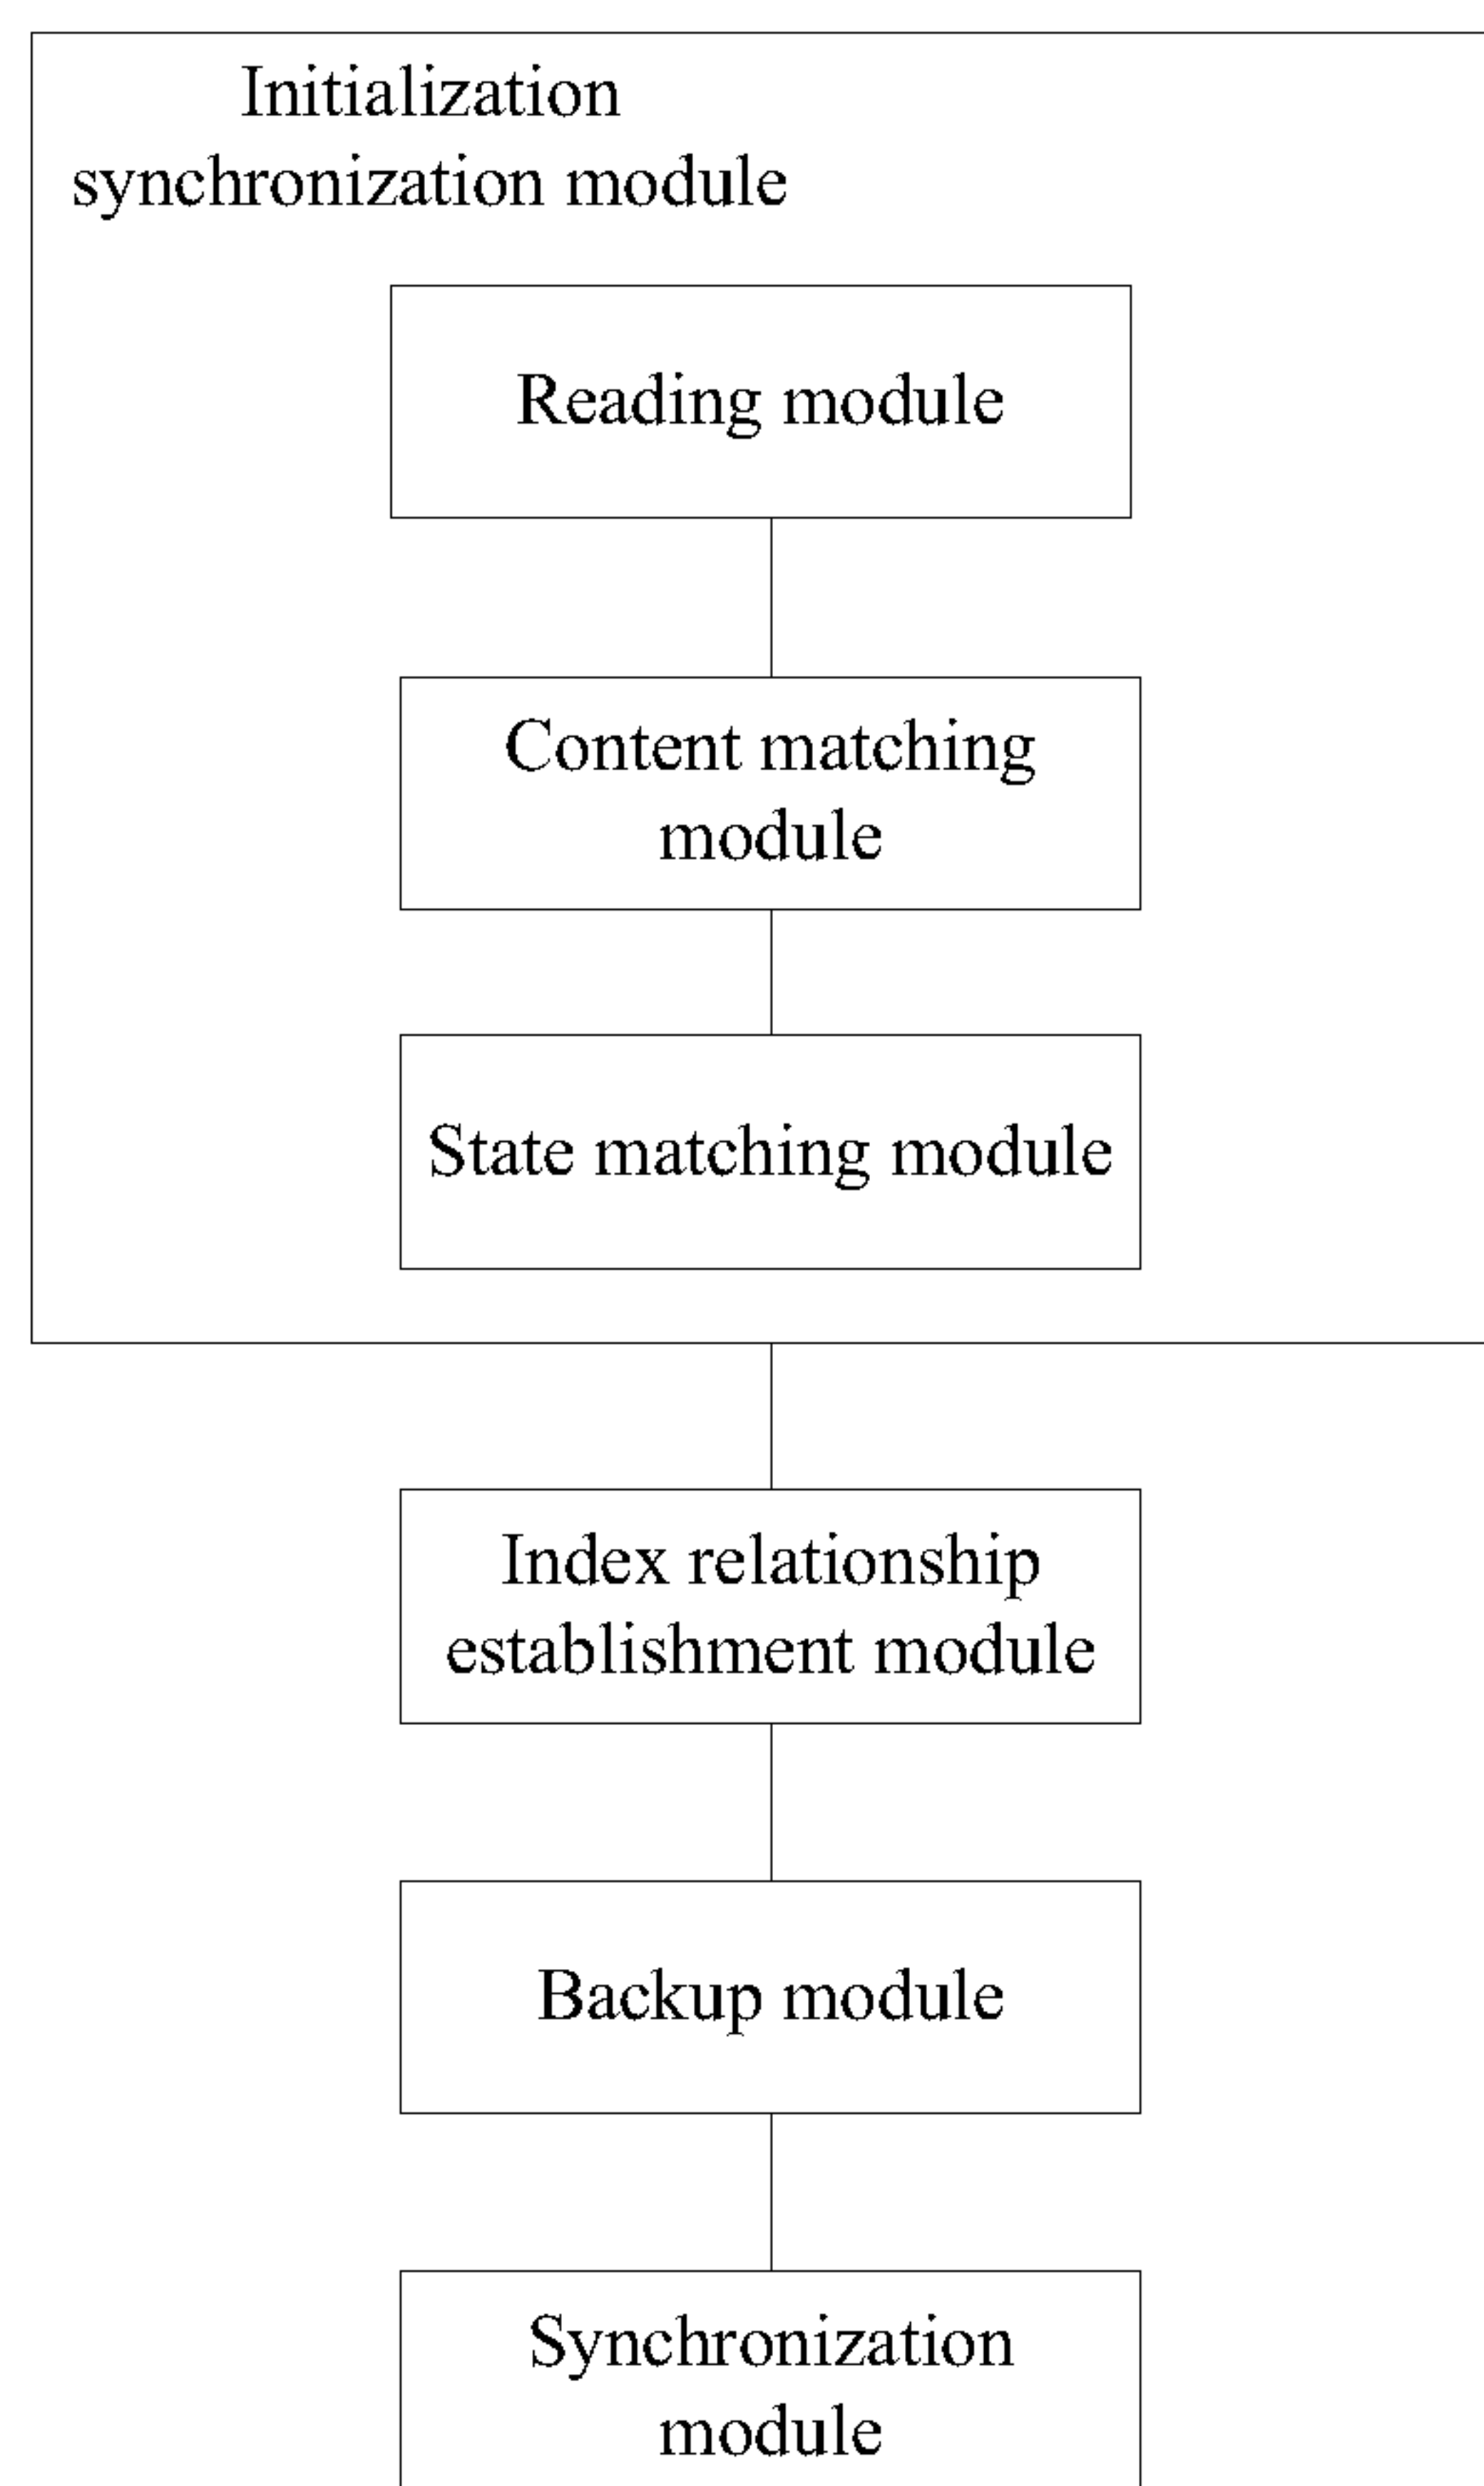 Initialization
synchronization module
Reading module
Content matching
module
State matching module
Index relationship
establishment module
Backup module
Synchronization
module